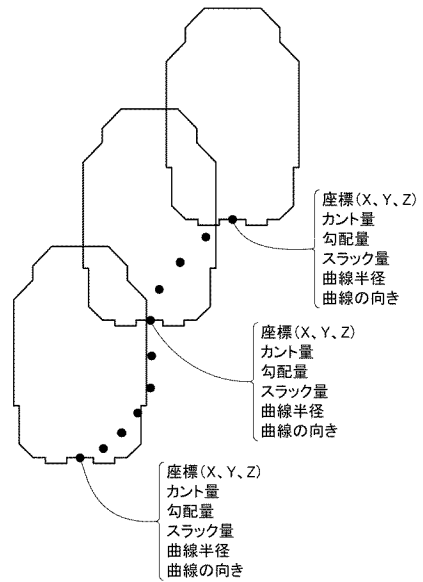 座標(X、Y、Z)
カント量
勾配量
スラック量
曲線半径
曲線の向き
座標(X、Y、Z)
カント量
勾配量
スラック量
曲線半径
曲線の向き
座標(X、Y、Z)
カント量
勾配量
スラック量
曲線半径
曲線の向き